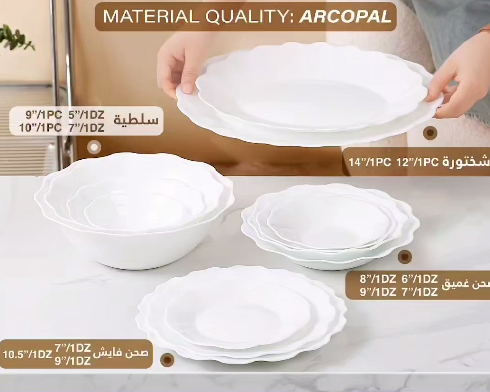 MATERIAL QUALITY: ARCOPAL
9”/1PC 5”/1DZ سلطية
10”/1PC 7”/1DZ
14”/1PC 12”/1PC شختورة
8”/1DZ 6”/1DZ صحن غميق
9”/1DZ 7”/1DZ
10.5”/1DZ 7”/1DZ صحن فايش
9”/1DZ